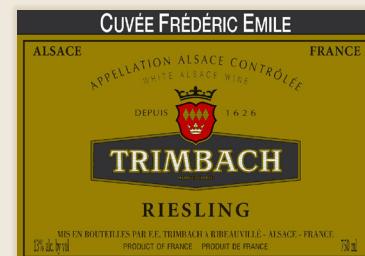 CUVÉE FRÉDÉRIC EMILE
ALSACE FRANCE
APPELLATION ALSACE CONTRÔLÉE
WHITE ALSACE WINE
DEPUIS 1626
TRIMBACH
RIESLING
MIS EN BOUTEILLES PAR F.E. TRIMBACH A RIBEAUVILLÉ - ALSACE - FRANCE
13% alc. by vol PRODUCT OF FRANCE PRODUIT DE FRANCE 750 ml